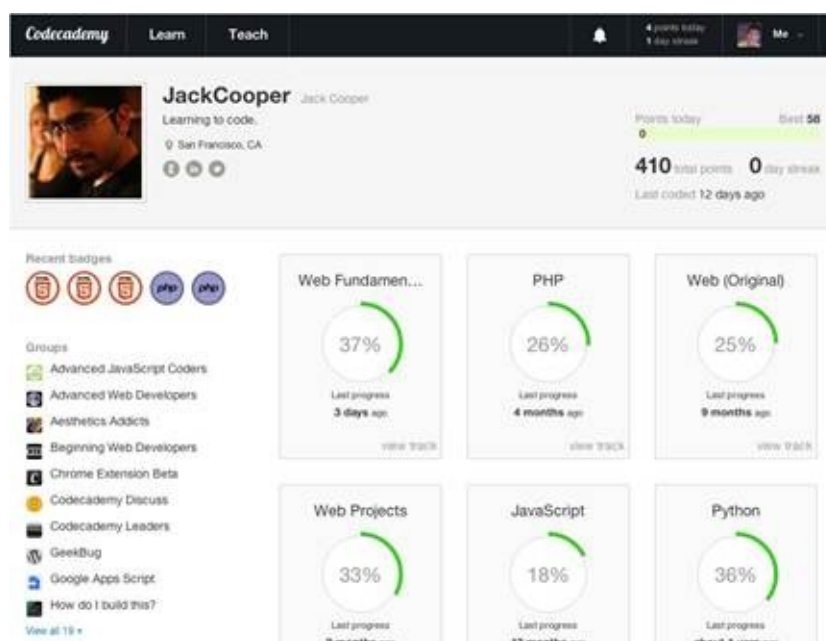 Codecademy Learn Teach 4 points today Me
1 day streak
JackCooper Jack Cooper
Learning to code.
San Francisco, CA
Points today Best 58
0
410 total points 0 day streak
Last coded 12 days ago
Recent badges
php php
Groups
Advanced JavaScript Coders
Advanced Web Developers
Aesthetics Addicts
Beginning Web Developers
Chrome Extension Beta
Codecademy Discuss
Codecademy Leaders
GeekBug
Google Apps Script
How do I build this?
View all 19
Web Fundamen...
37%
Last progress
3 days ago
view track
PHP
26%
Last progress
4 months ago
view track
Web (Original)
25%
Last progress
9 months ago
view track
Web Projects
33%
Last progress
JavaScript
18%
Last progress
Python
36%
Last progress